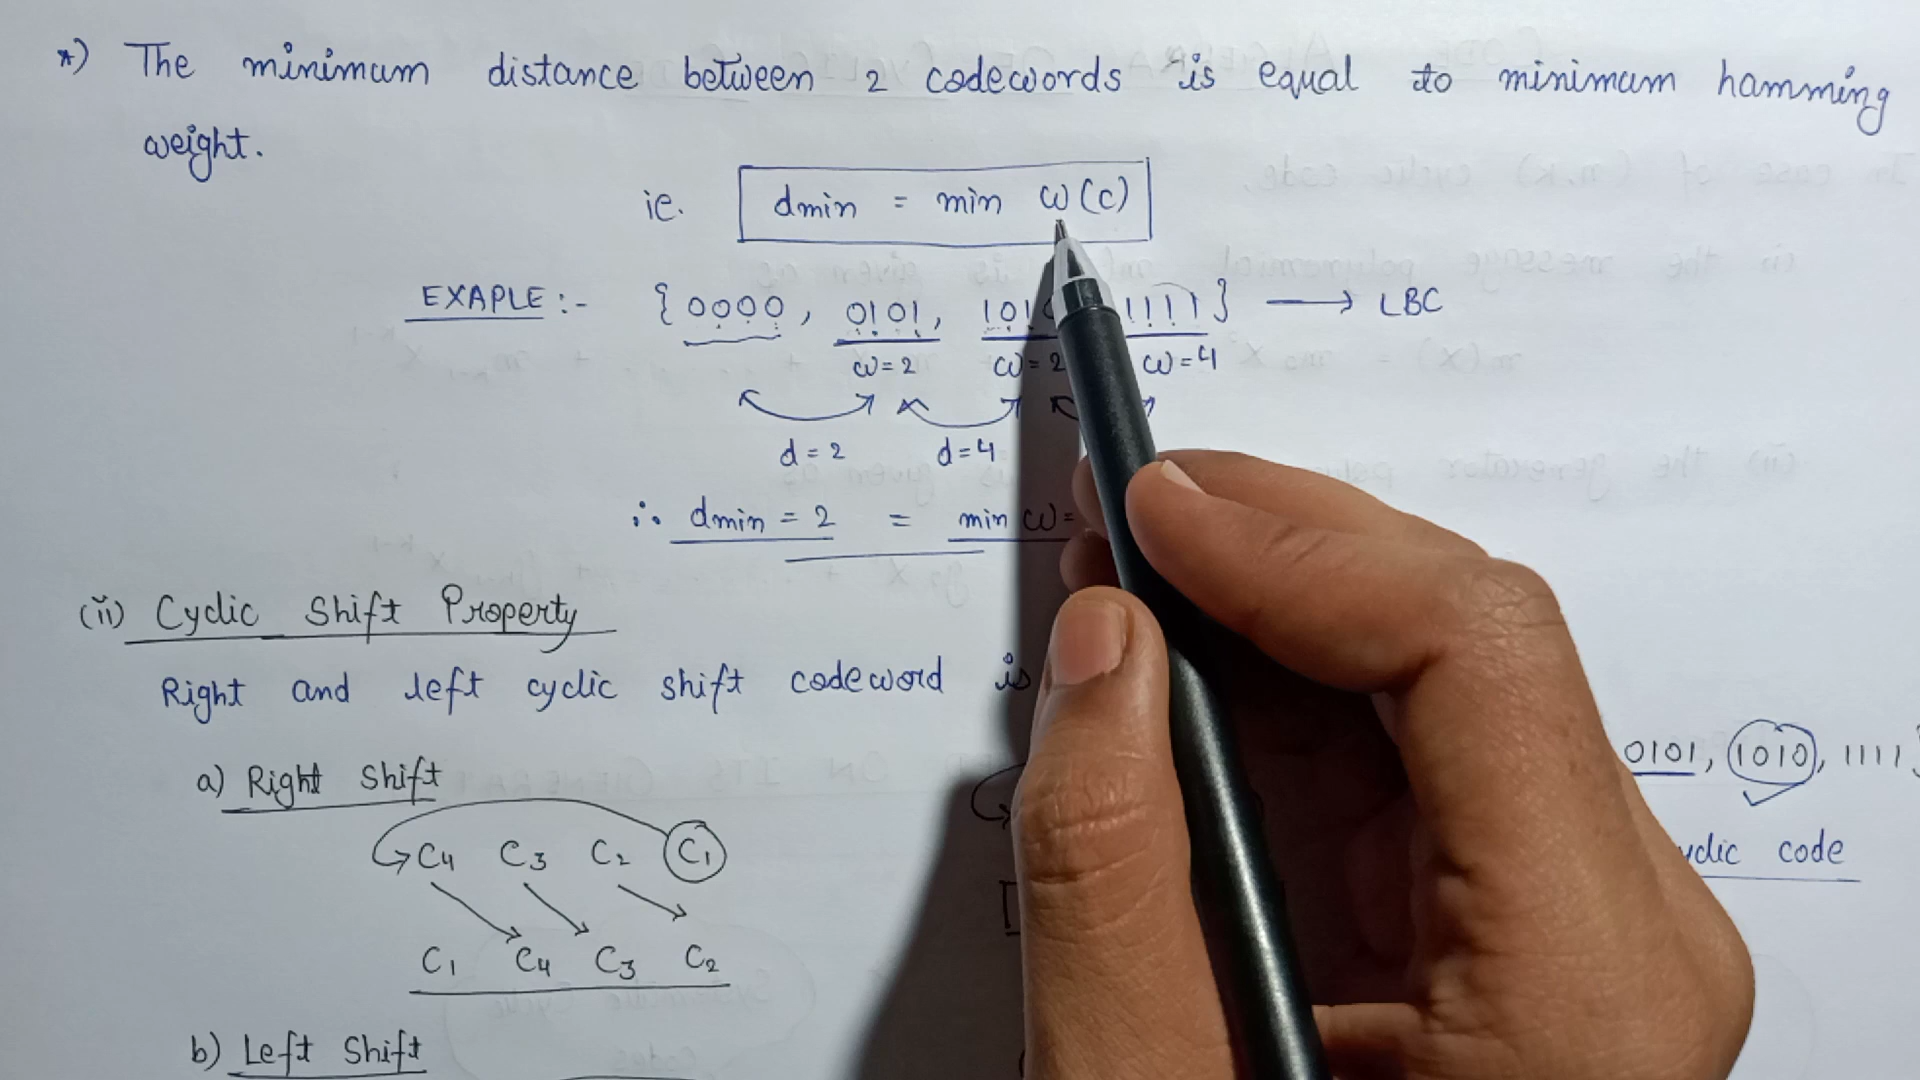 *) The minimum distance between 2 codewords is equal to minimum hamming
weight.
ie. dmin = min ω(c)
EXAPLE :- { 0000, 0101, 101 1111 } → LBC
ω=2 ω=2 ω=4
d=2 d=4
∴ dmin = 2 = min ω=
(ii) Cyclic Shift Property
Right and left cyclic shift codeword is
0101, 1010, 1111}
a) Right Shift
code
C4 C3 C2 C1
C1 C4 C3 C2
b) Left Shift